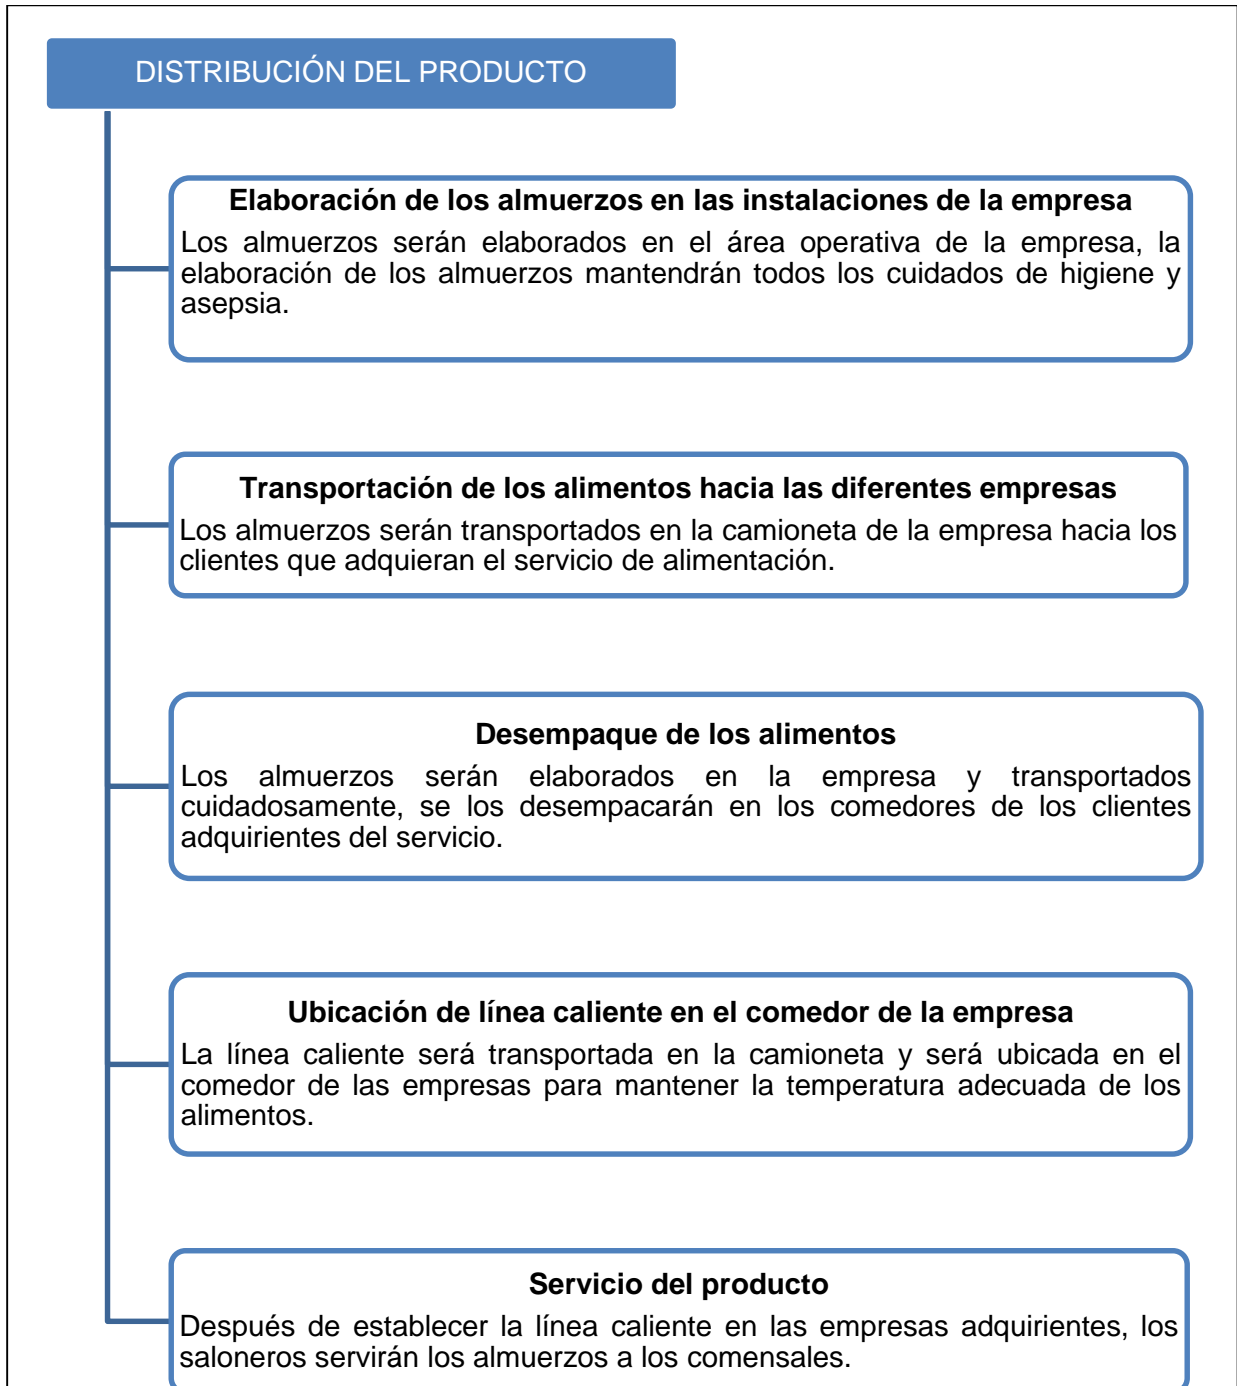 DISTRIBUCIÓN DEL PRODUCTO
Elaboración de los almuerzos en las instalaciones de la empresa
Los almuerzos serán elaborados en el área operativa de la empresa, la
elaboración de los almuerzos mantendrán todos los cuidados de higiene y
asepsia.
Transportación de los alimentos hacia las diferentes empresas
Los almuerzos serán transportados en la camioneta de la empresa hacia los
clientes que adquieran el servicio de alimentación.
Desempaque de los alimentos
Los almuerzos serán elaborados en la empresa y transportados
cuidadosamente, se los desempacarán en los comedores de los clientes
adquirientes del servicio.
Ubicación de línea caliente en el comedor de la empresa
La línea caliente será transportada en la camioneta y será ubicada en el
comedor de las empresas para mantener la temperatura adecuada de los
alimentos.
Servicio del producto
Después de establecer la línea caliente en las empresas adquirientes, los
saloneros servirán los almuerzos a los comensales.